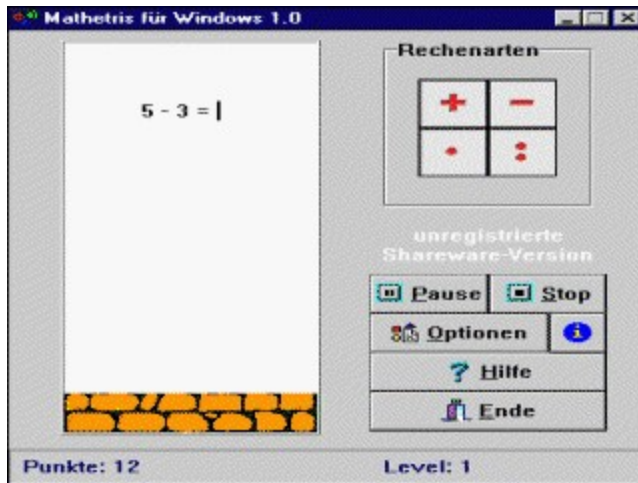 Mathetris für Windows 1.0
5 - 3 =
Rechenarten
+ -
· :
unregistrierte
Shareware-Version
Pause Stop
Optionen
Hilfe
Ende
Punkte: 12 Level: 1